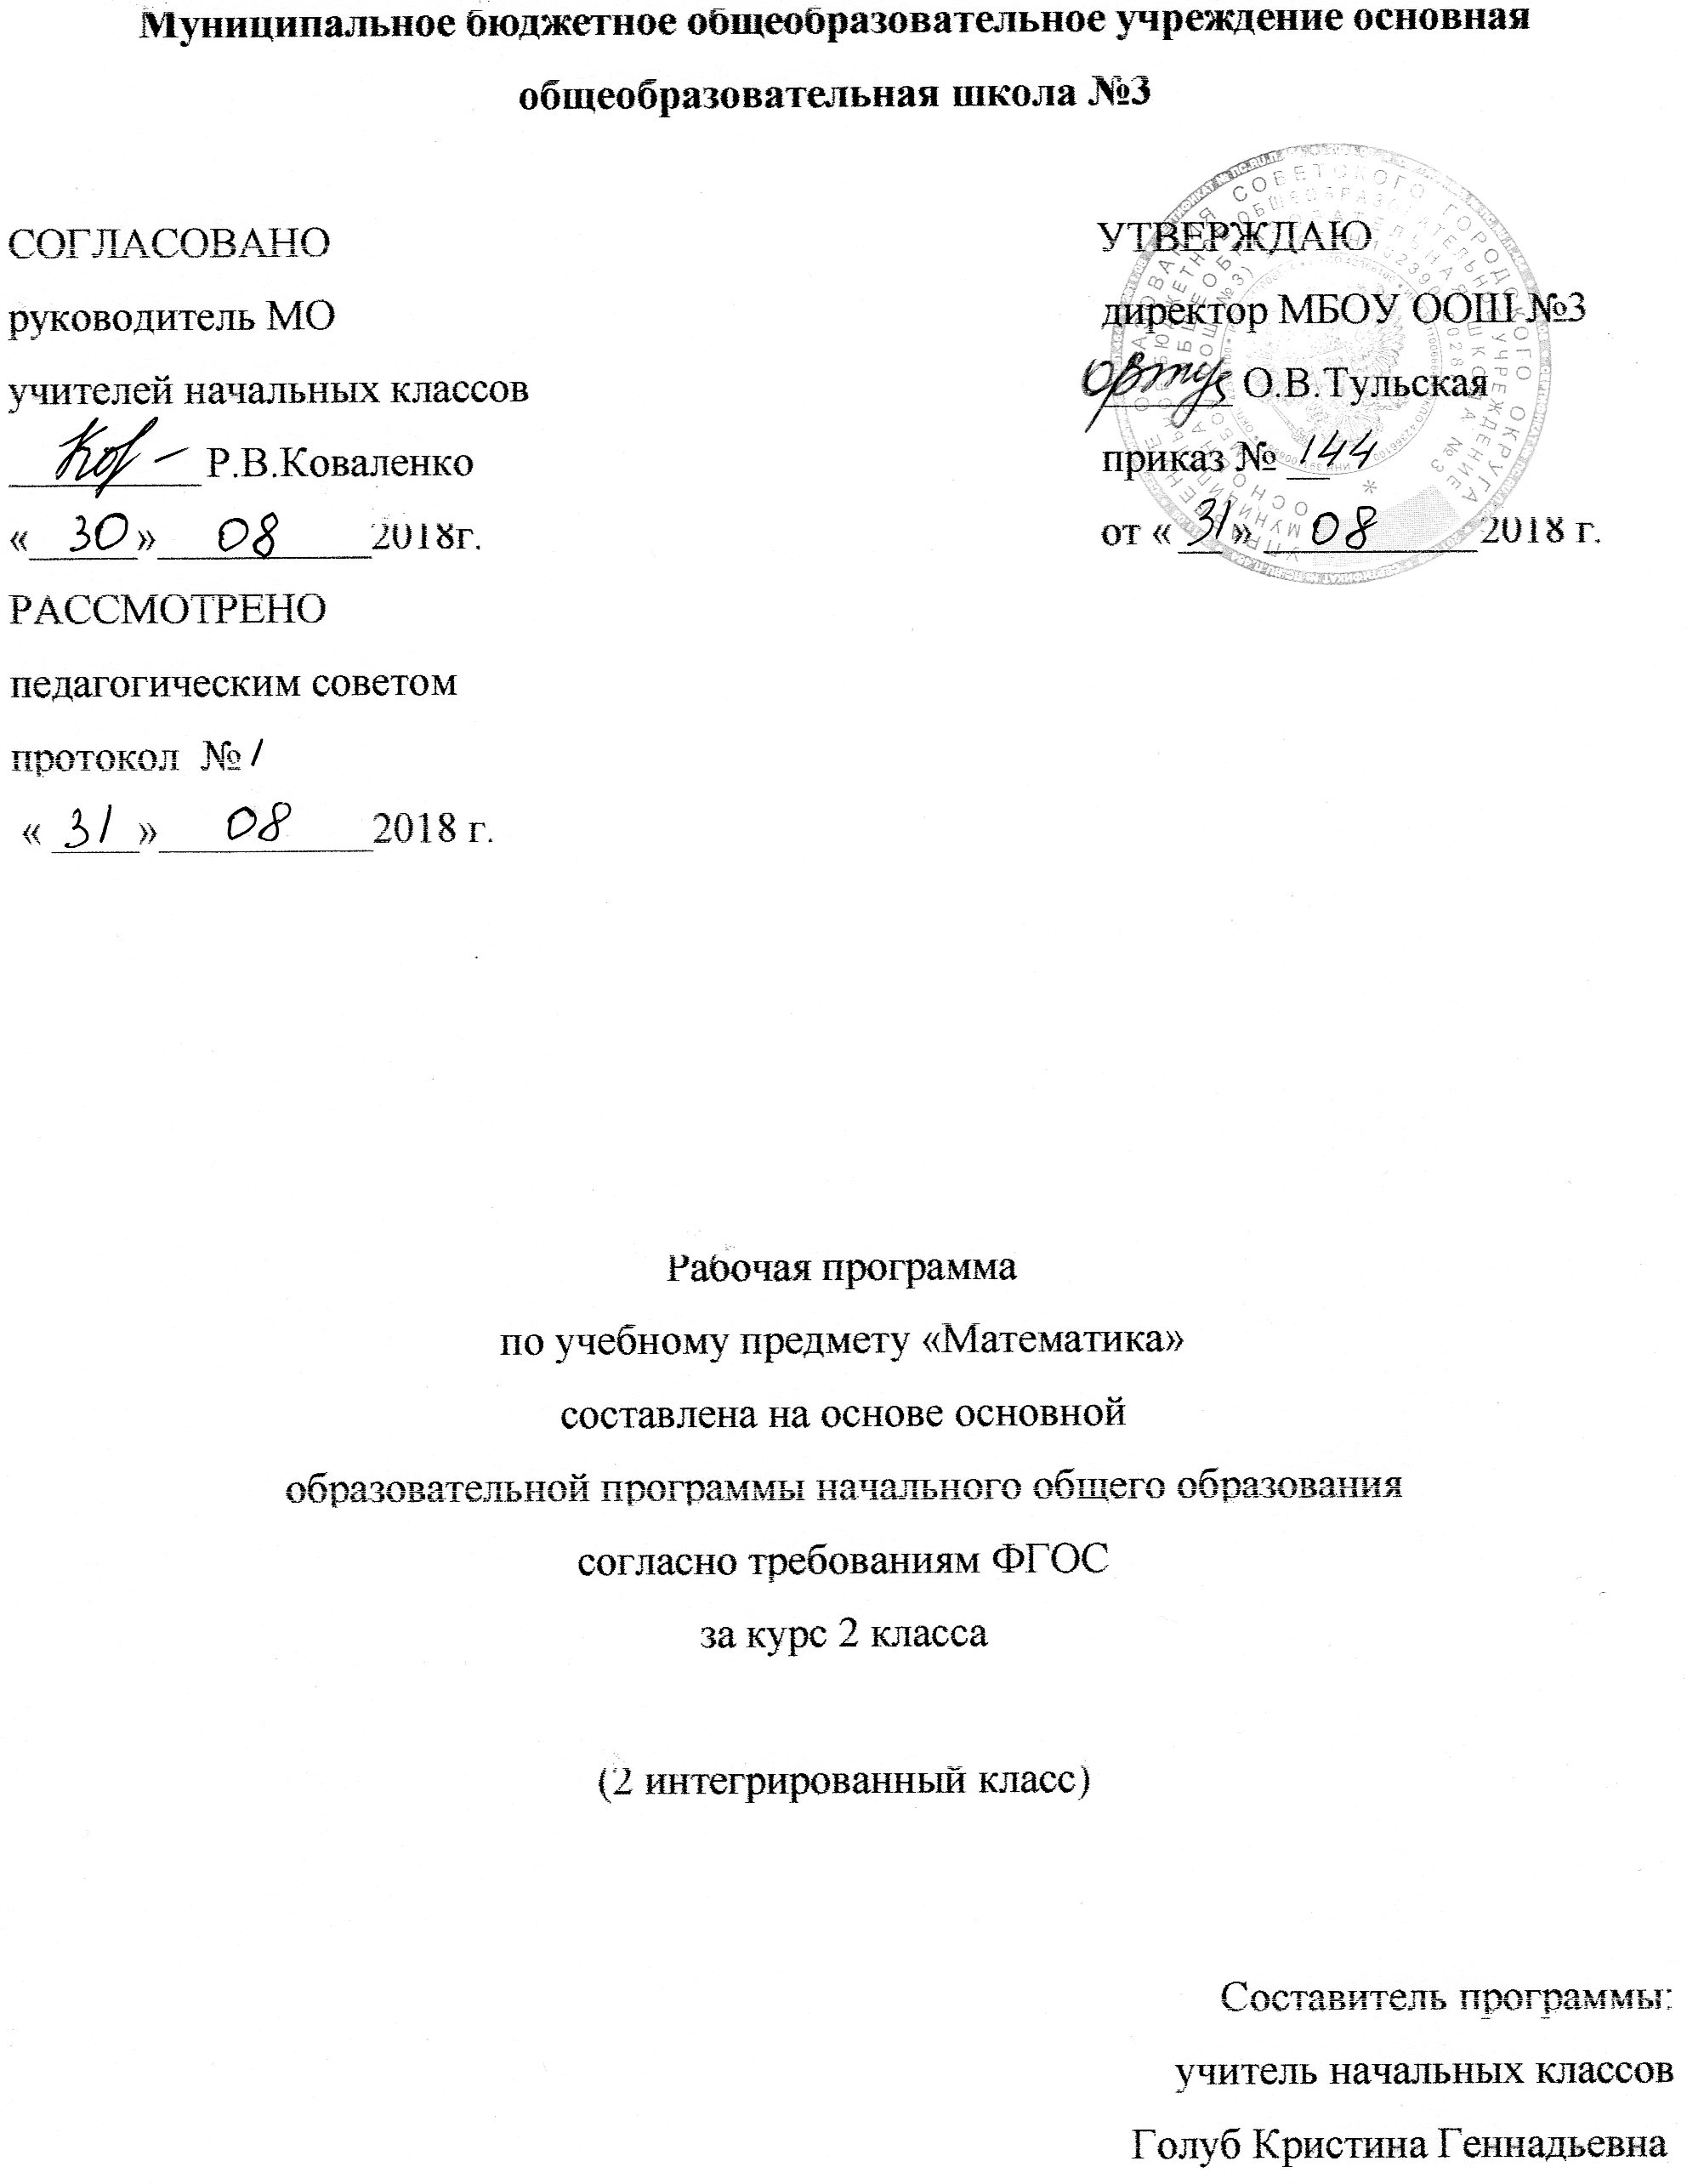 Муниципальное бюджетное общеобразовательное учреждение основная
общеобразовательная школа №3
СОГЛАСОВАНО
руководитель МО
учителей начальных классов
Р.В.Коваленко
« 30 » 08 2018г.
РАССМОТРЕНО
педагогическим советом
протокол № 1
« 31 » 08 2018 г.
УТВЕРЖДАЮ
директор МБОУ ООШ №3
О.В.Тульская
приказ № 144
от « 31 » 08 2018 г.
Рабочая программа
по учебному предмету «Математика»
составлена на основе основной
образовательной программы начального общего образования
согласно требованиям ФГОС
за курс 2 класса
(2 интегрированный класс)
Составитель программы:
учитель начальных классов
Голуб Кристина Геннадьевна